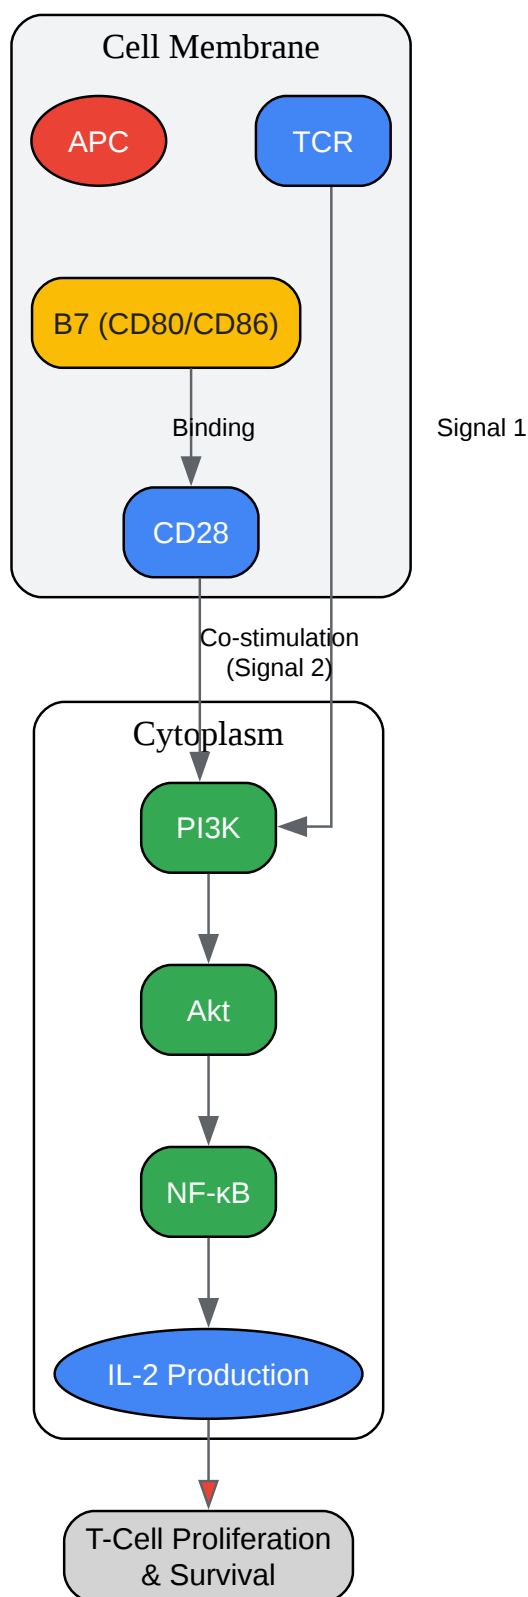 Cell Membrane
APC
TCR
B7 (CD80/CD86)
Binding
Signal 1
CD28
Co-stimulation
(Signal 2)
Cytoplasm
PI3K
Akt
NF-κB
IL-2 Production
T-Cell Proliferation
& Survival